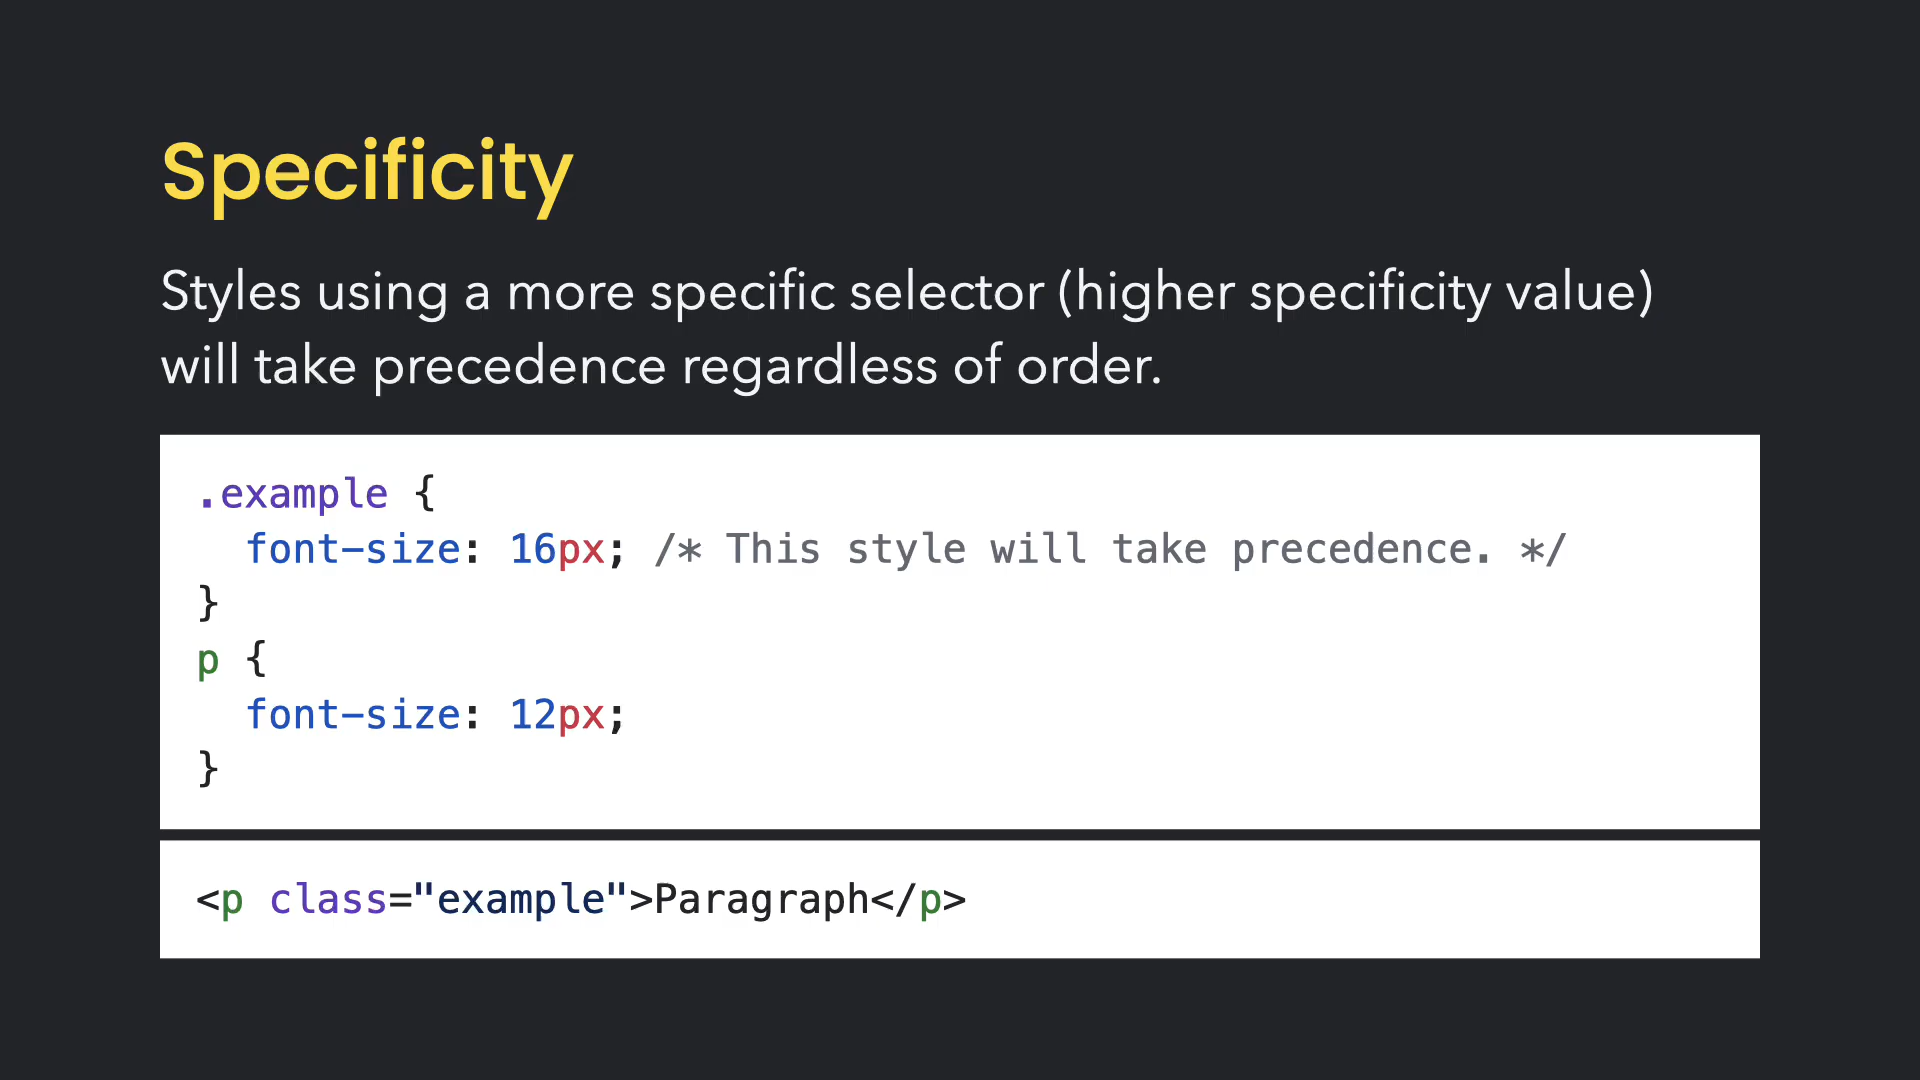 Specificity
Styles using a more specific selector (higher specificity value)
will take precedence regardless of order.
.example {
  font-size: 16px; /* This style will take precedence. */
}
p {
  font-size: 12px;
}
<p class="example">Paragraph</p>